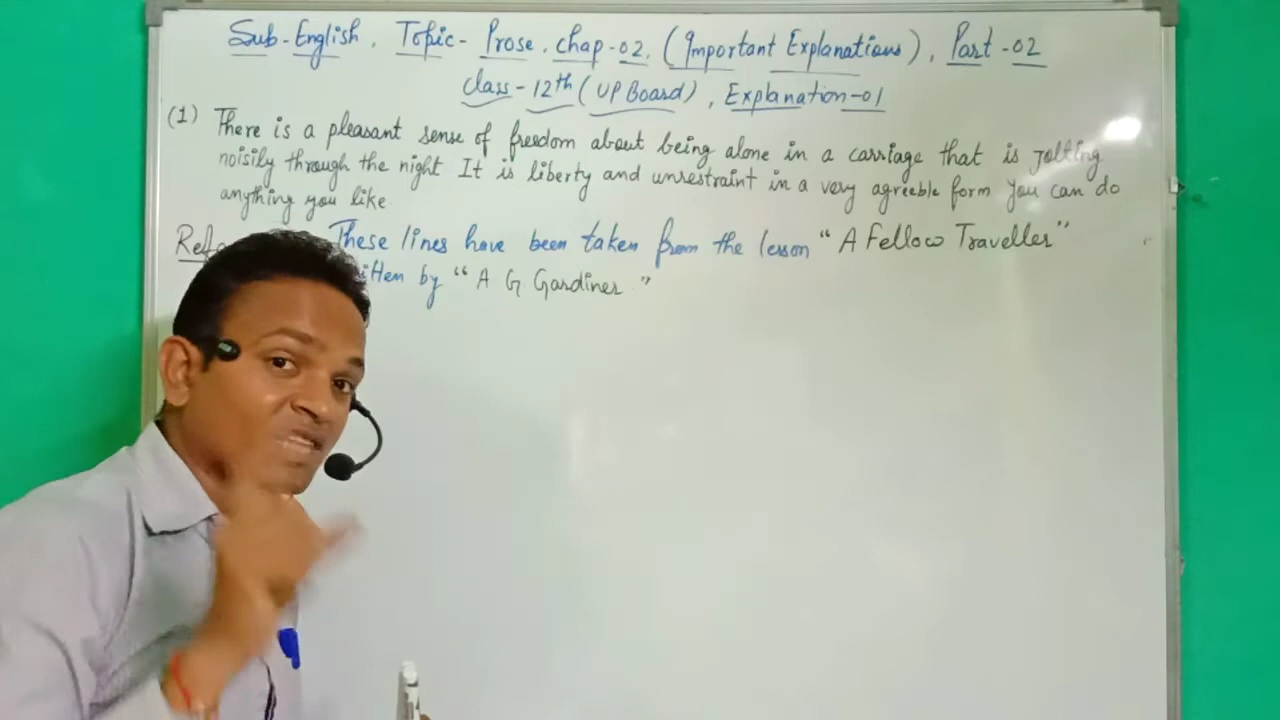 Sub-English, Topic- Prose, chap-02, (Important Explanations), Part-02
Class-12th (UP Board), Explanation-01
(1) There is a pleasant sense of freedom about being alone in a carriage that is jolting
noisily through the night It is liberty and unrestraint in a very agreeable form You can do
anything you like
These lines have been taken from the lesson "A Fellow Traveller"
by "A G Gardiner."